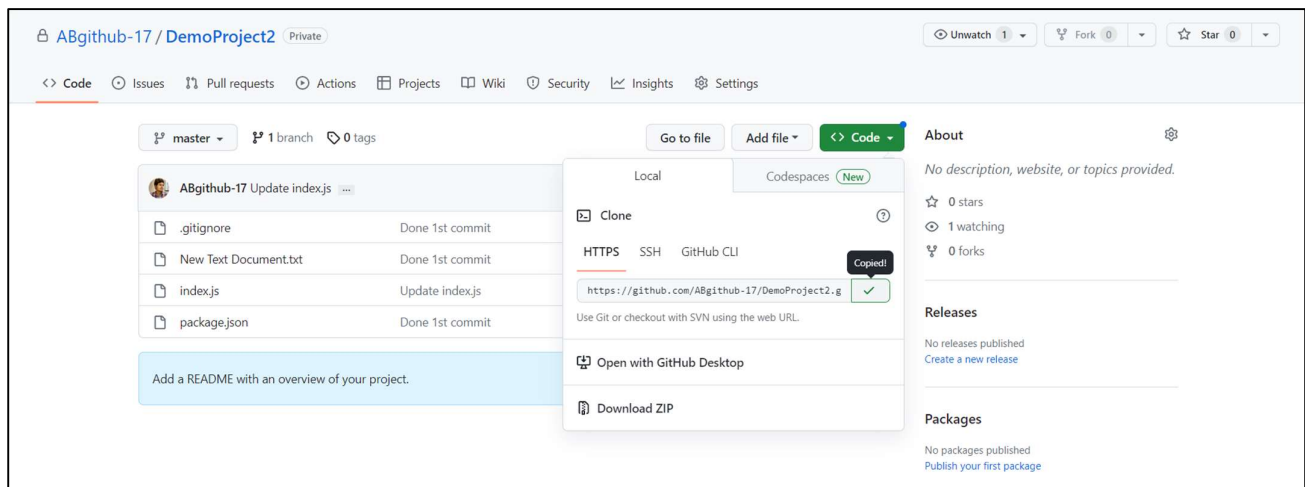 ABgithub-17 / DemoProject2 Private
Unwatch 1 Fork 0 Star 0
<> Code Issues Pull requests Actions Projects Wiki Security Insights Settings
master 1 branch 0 tags Go to file Add file <> Code
ABgithub-17 Update index.js ...
.gitignore Done 1st commit
New Text Document.txt Done 1st commit
index.js Update index.js
package.json Done 1st commit
Add a README with an overview of your project.
Local Codespaces New
Clone
HTTPS SSH GitHub CLI
Copied!
https://github.com/ABgithub-17/DemoProject2.g
Use Git or checkout with SVN using the web URL.
Open with GitHub Desktop
Download ZIP
About
No description, website, or topics provided.
0 stars
1 watching
0 forks
Releases
No releases published
Create a new release
Packages
No packages published
Publish your first package